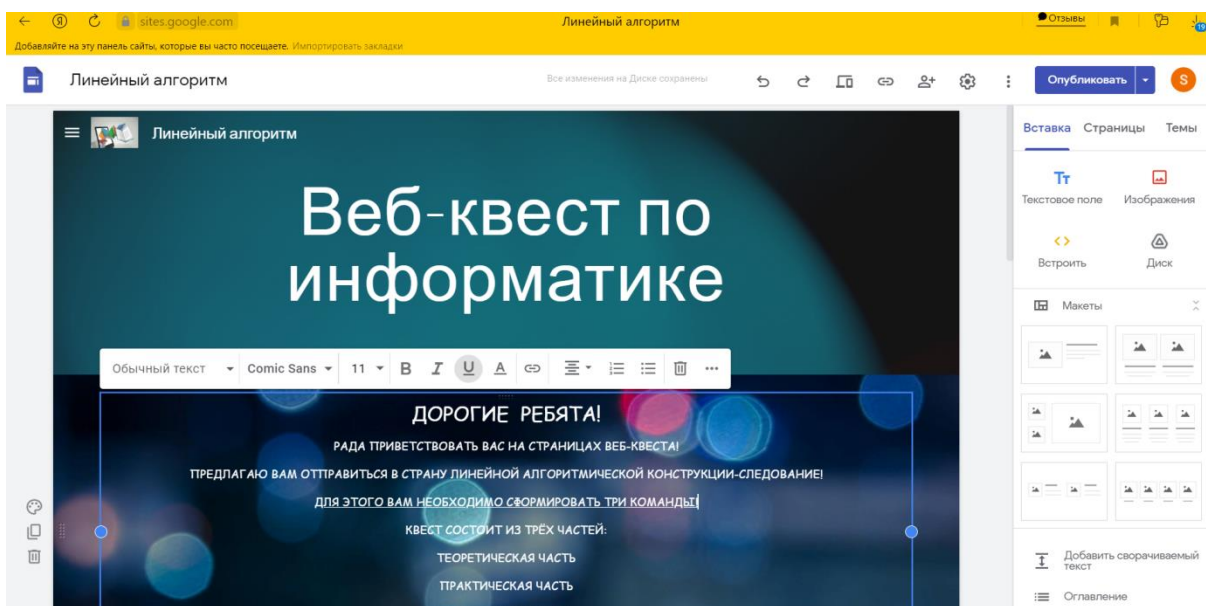 sites.google.com
Линейный алгоритм
Отзывы
Добавляйте на эту панель сайты, которые вы часто посещаете. Импортировать закладки
19
Линейный алгоритм
Все изменения на Диске сохранены
Опубликовать
S
Линейный алгоритм
Вставка Страницы Темы
Веб-квест по
информатике
Тт
Текстовое поле Изображения
Встроить Диск
Макеты
Обычный текст Comic Sans 11 B I U A
ДОРОГИЕ РЕБЯТА!
РАДА ПРИВЕТСТВОВАТЬ ВАС НА СТРАНИЦАХ ВЕБ-КВЕСТА!
ПРЕДЛАГАЮ ВАМ ОТПРАВИТЬСЯ В СТРАНУ ЛИНЕЙНОЙ АЛГОРИТМИЧЕСКОЙ КОНСТРУКЦИИ-СЛЕДОВАНИЕ!
ДЛЯ ЭТОГО ВАМ НЕОБХОДИМО СФОРМИРОВАТЬ ТРИ КОМАНДЫ!
КВЕСТ СОСТОИТ ИЗ ТРЁХ ЧАСТЕЙ:
ТЕОРЕТИЧЕСКАЯ ЧАСТЬ
ПРАКТИЧЕСКАЯ ЧАСТЬ
Добавить сворачиваемый
текст
Оглавление